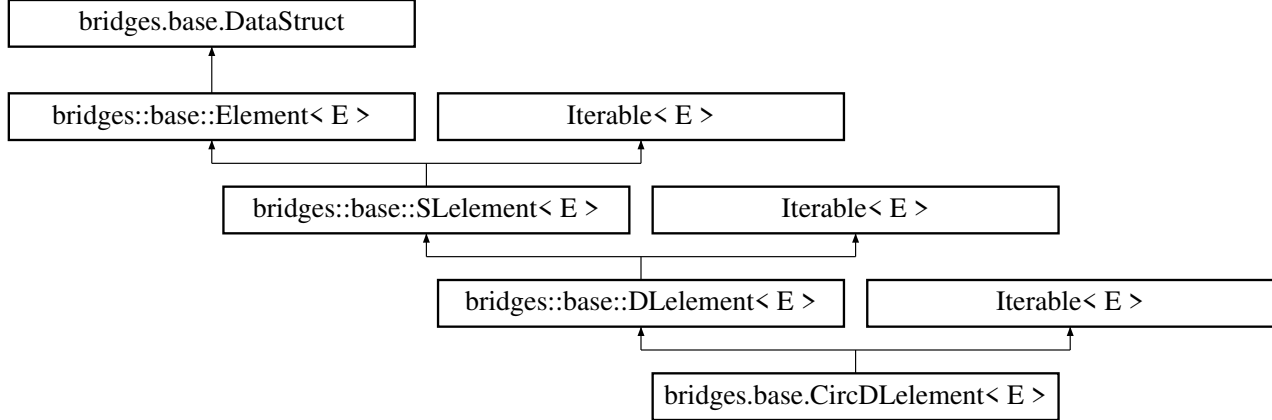 bridges.base.DataStruct
bridges::base::Element< E >
Iterable< E >
bridges::base::SLelement< E >
Iterable< E >
bridges::base::DLelement< E >
Iterable< E >
bridges.base.CircDLelement< E >